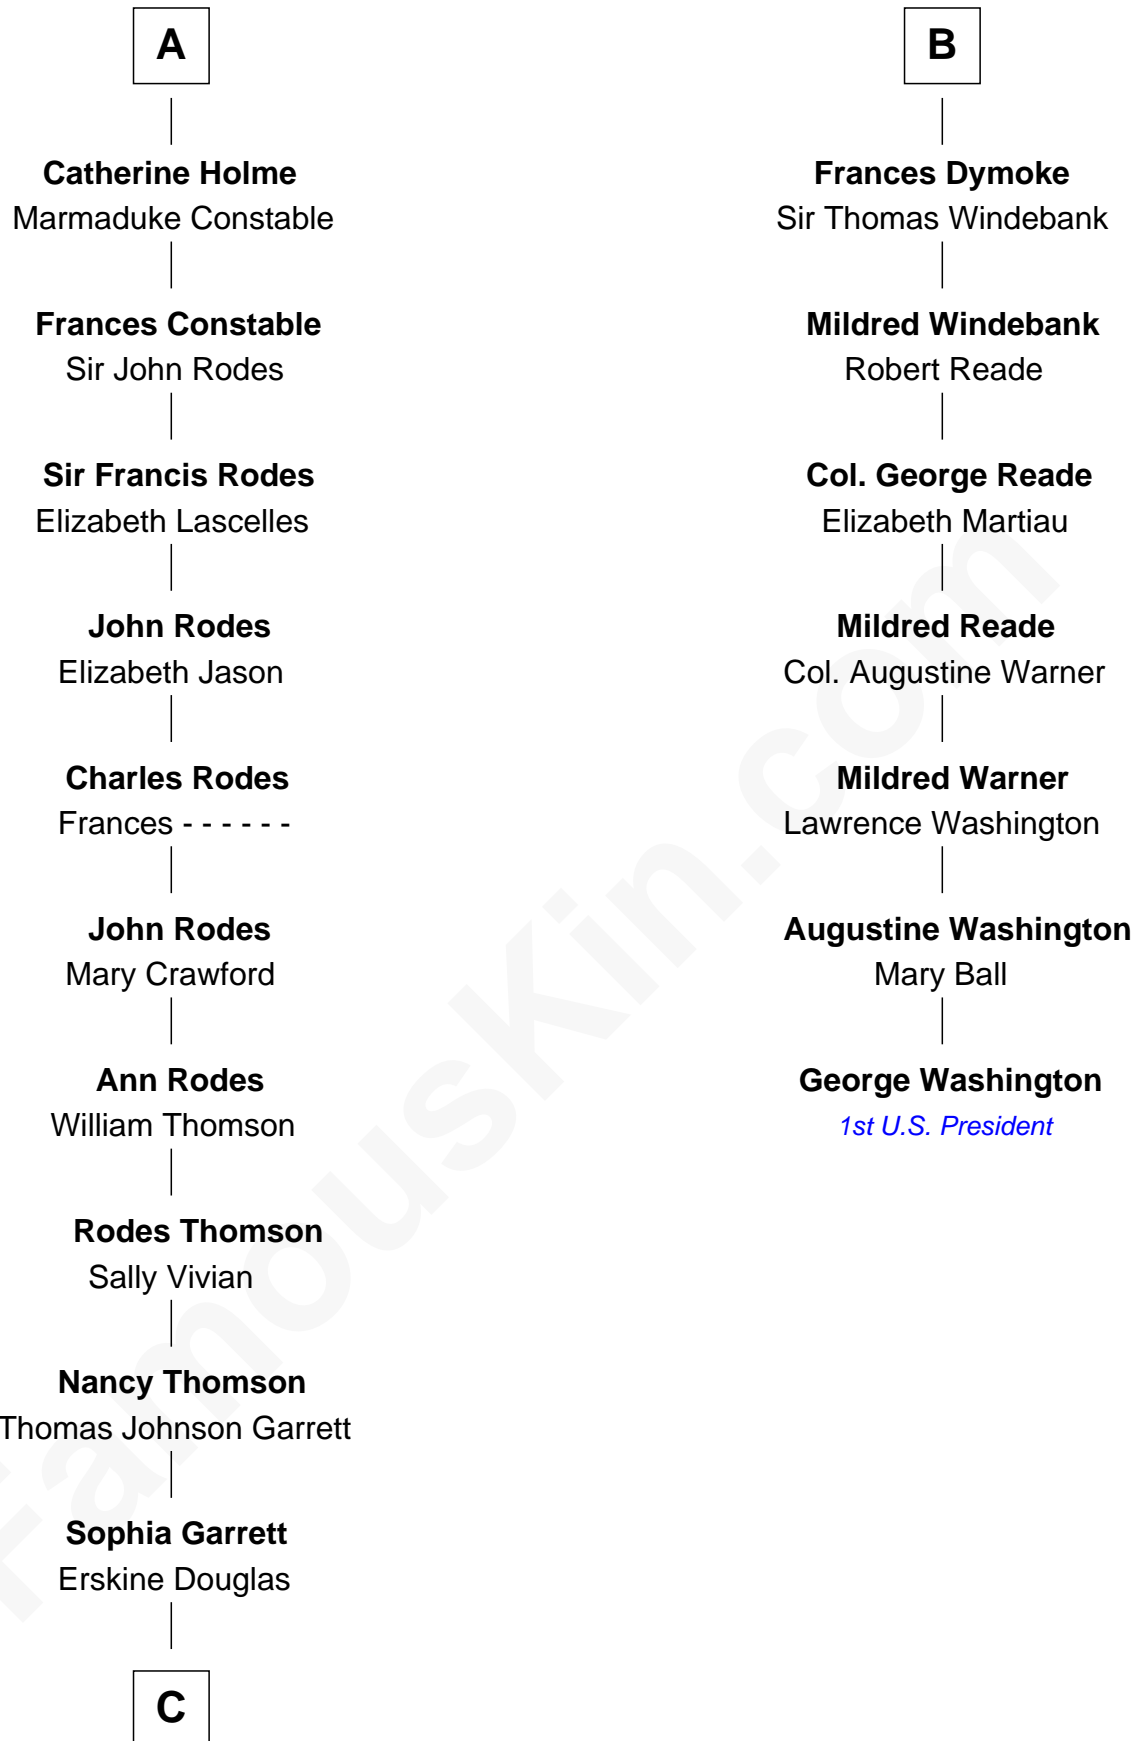 A
Catherine Holme
Marmaduke Constable
Frances Constable
Sir John Rodes
Sir Francis Rodes
Elizabeth Lascelles
John Rodes
Elizabeth Jason
Charles Rodes
Frances - - - - - -
John Rodes
Mary Crawford
Ann Rodes
William Thomson
Rodes Thomson
Sally Vivian
Nancy Thomson
Thomas Johnson Garrett
Sophia Garrett
Erskine Douglas
C
B
Frances Dymoke
Sir Thomas Windebank
Mildred Windebank
Robert Reade
Col. George Reade
Elizabeth Martiau
Mildred Reade
Col. Augustine Warner
Mildred Warner
Lawrence Washington
Augustine Washington
Mary Ball
George Washington
1st U.S. President
FamousKin.com